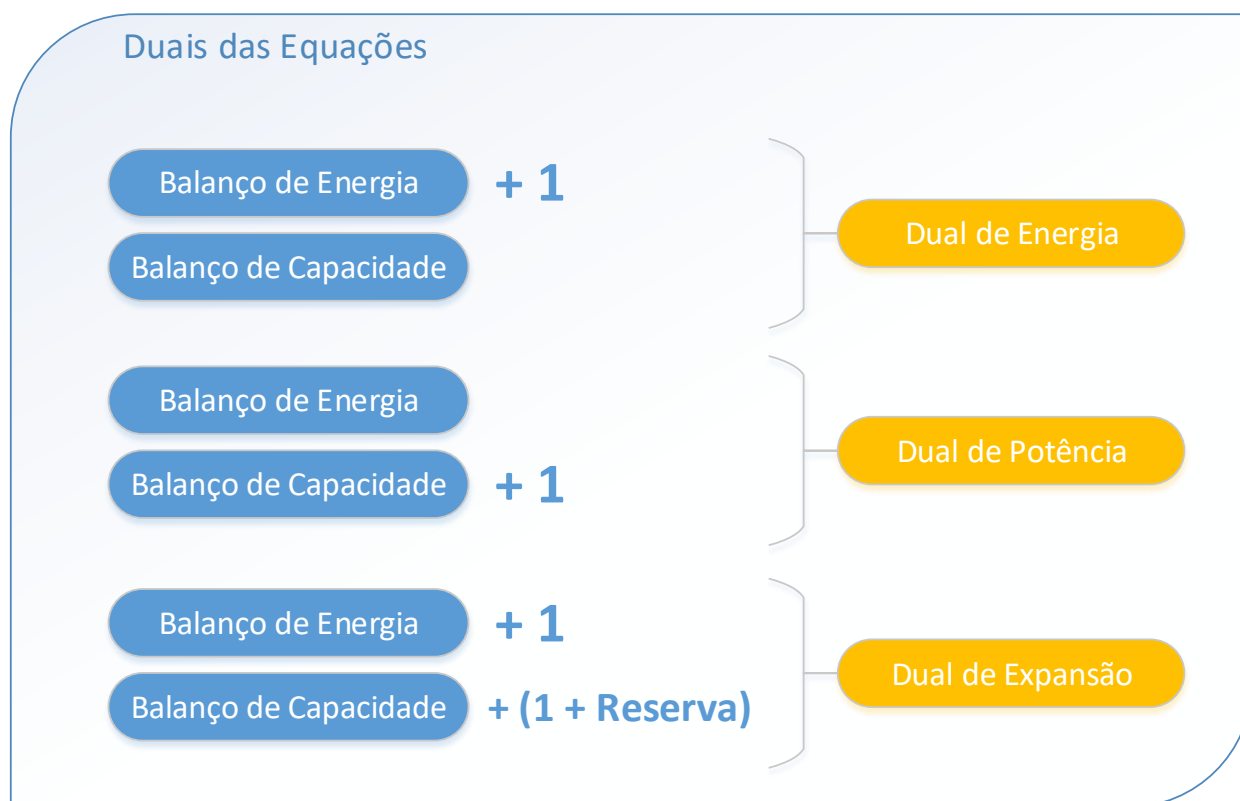 Duais das Equações
Balanço de Energia + 1
Balanço de Capacidade
Dual de Energia
Balanço de Energia
Balanço de Capacidade + 1
Dual de Potência
Balanço de Energia + 1
Balanço de Capacidade + (1 + Reserva)
Dual de Expansão